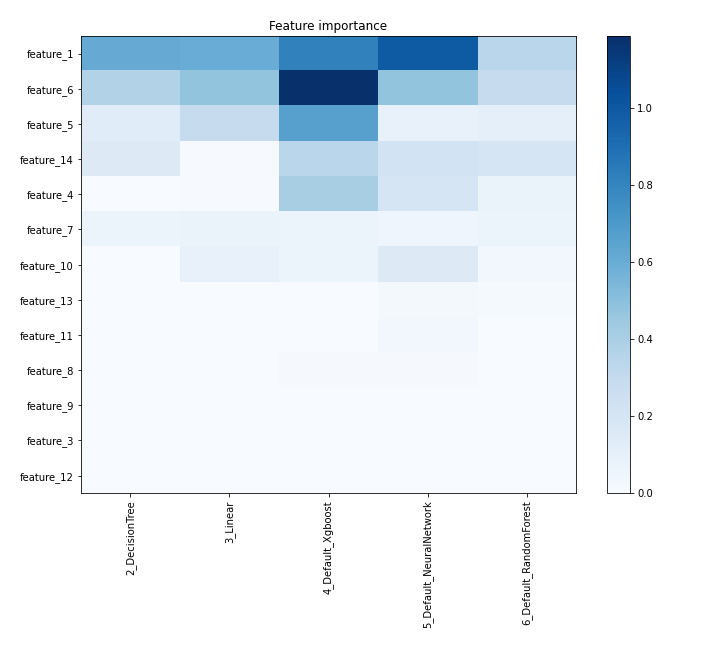 Feature importance
feature_1
feature_6
feature_5
feature_14
feature_4
feature_7
feature_10
feature_13
feature_11
feature_8
feature_9
feature_3
feature_12
2_DecisionTree
3_Linear
4_Default_Xgboost
5_Default_NeuralNetwork
6_Default_RandomForest
1.0
0.8
0.6
0.4
0.2
0.0